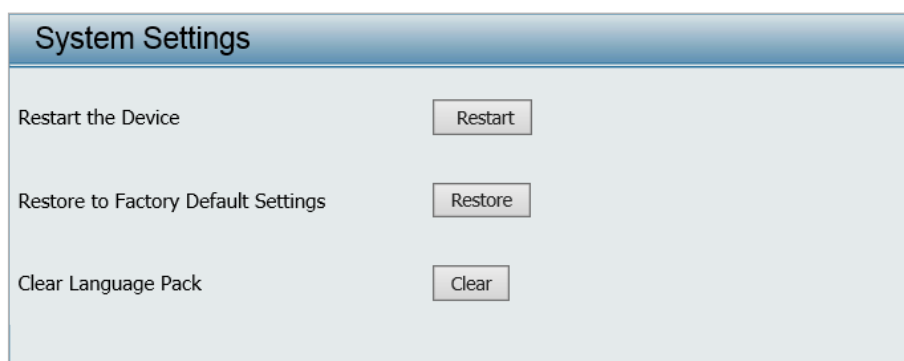 System Settings
Restart the Device Restart
Restore to Factory Default Settings Restore
Clear Language Pack Clear